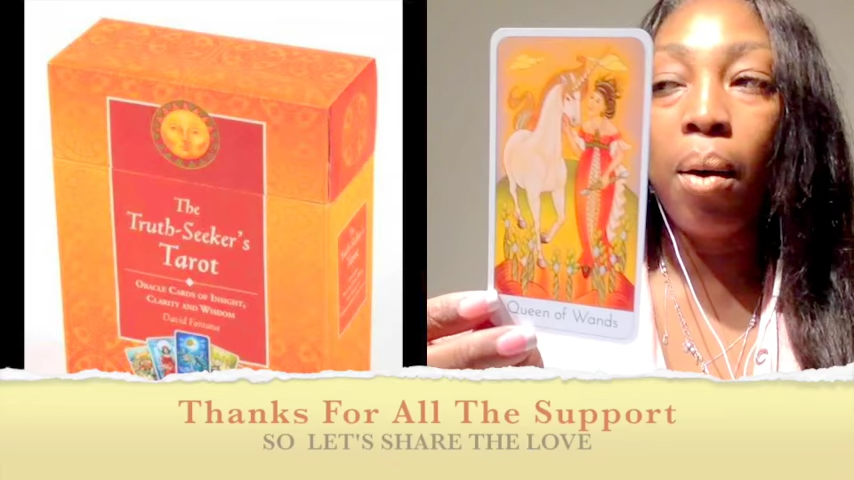 The
Truth-Seeker's
Tarot
Oracle Cards of Insight,
Clarity and Wisdom
David Fontana
Queen of Wands
Thanks For All The Support
SO LET'S SHARE THE LOVE